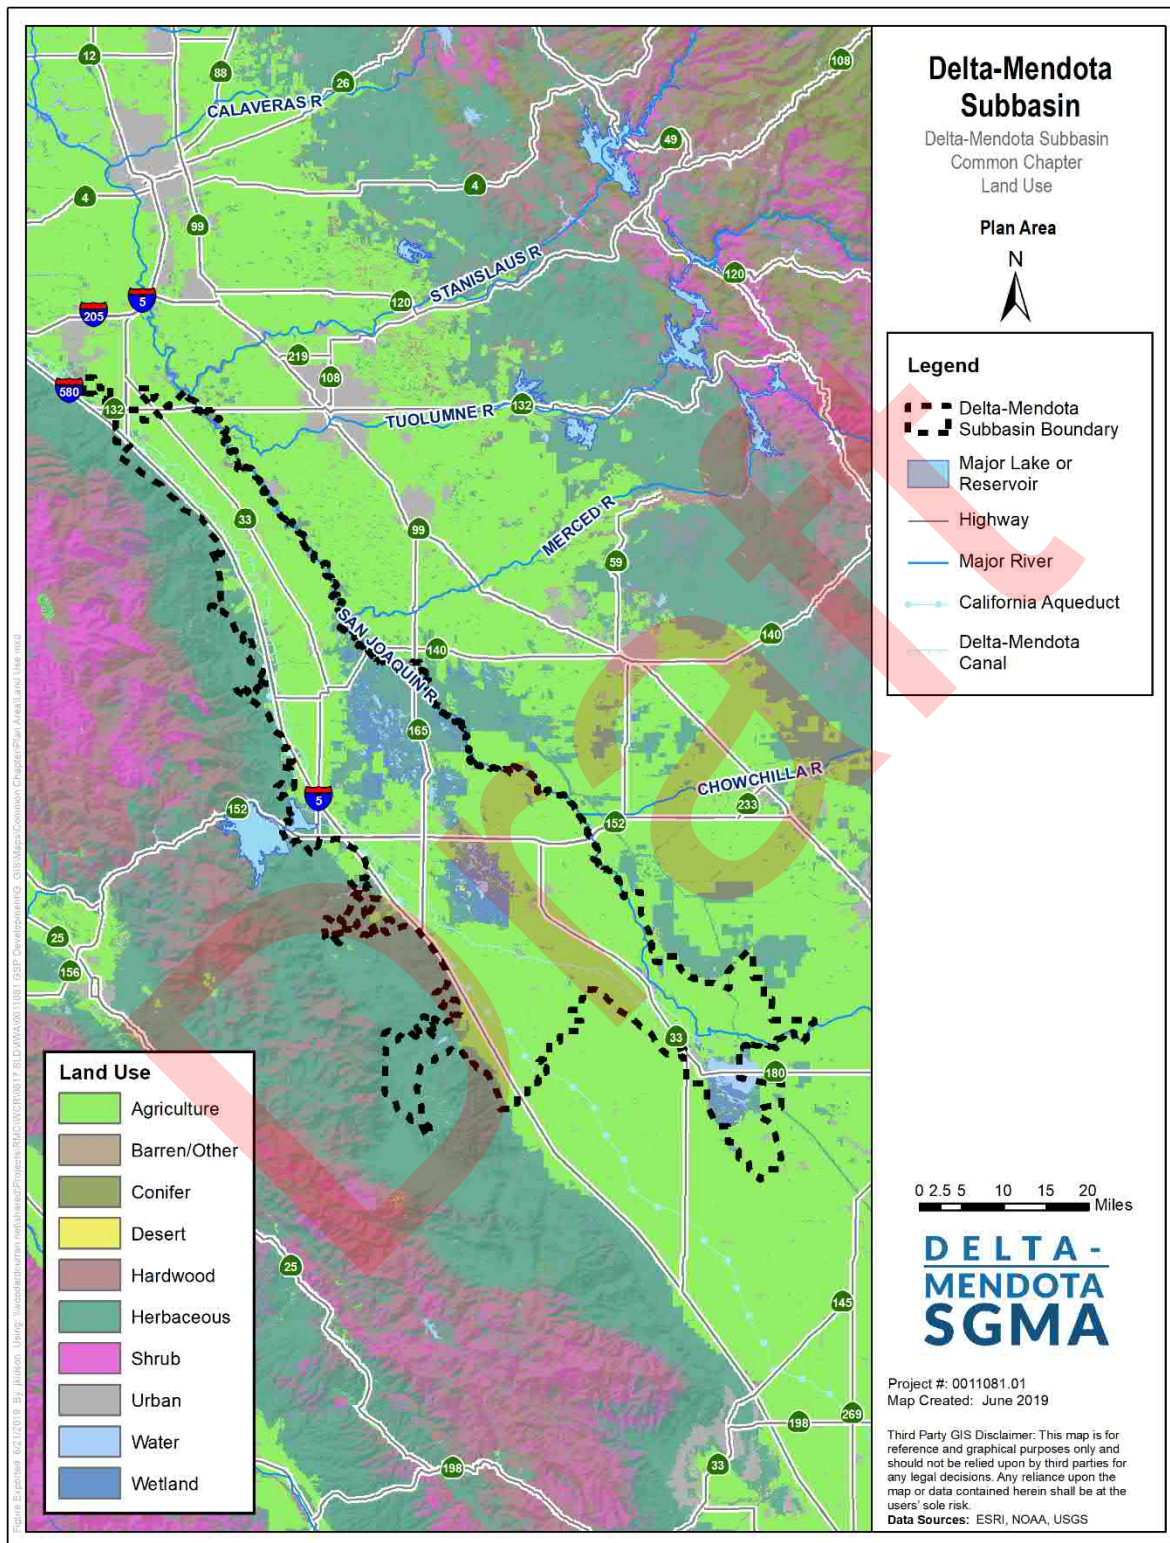 Delta-Mendota
Subbasin
Delta-Mendota Subbasin
Common Chapter
Land Use
Plan Area
N
Legend
Delta-Mendota
Subbasin Boundary
Major Lake or
Reservoir
Highway
Major River
California Aqueduct
Delta-Mendota
Canal
0 2.5 5 10 15 20
Miles
DELTA-
MENDOTA
SGMA
Project #: 0011081.01
Map Created: June 2019
Third Party GIS Disclaimer: This map is for
reference and graphical purposes only and
should not be relied upon by third parties for
any legal decisions. Any reliance upon the
map or data contained herein shall be at the
users' sole risk.
Data Sources: ESRI, NOAA, USGS
12
88
26
108
CALAVERAS R
49
4
4
99
STANISLAUS R
120
120
5
205
219
108
580
132
TUOLUMNE R
132
33
99
MERCED R
59
SAN JOAQUIN R
140
140
165
CHOWCHILLA R
233
5
152
152
25
156
33
180
25
145
198
269
33
198
Land Use
Agriculture
Barren/Other
Conifer
Desert
Hardwood
Herbaceous
Shrub
Urban
Water
Wetland
Draft